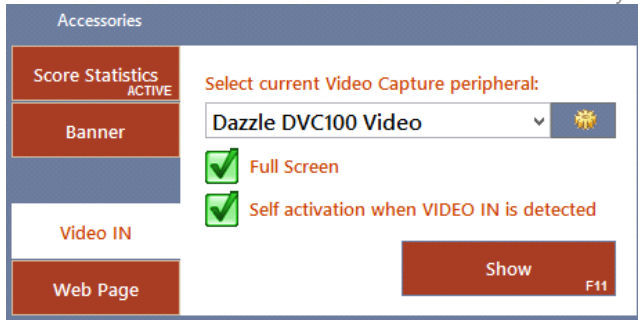 Accessories
Score Statistics
ACTIVE
Banner
Video IN
Web Page
Select current Video Capture peripheral:
Dazzle DVC100 Video
Full Screen
Self activation when VIDEO IN is detected
Show
F11